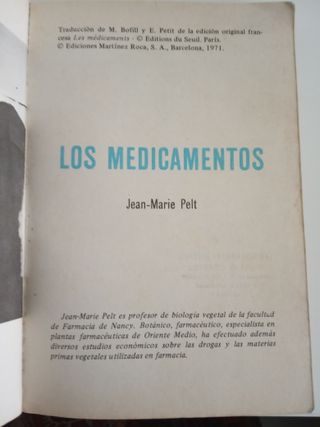 Traducción de M. Bofill y E. Petit de la edición original fran-
cesa Les médicaments · © Editions du Seuil. Paris.
© Ediciones Martínez Roca, S. A., Barcelona, 1971.
LOS MEDICAMENTOS
Jean-Marie Pelt
Jean-Marie Pelt es profesor de biología vegetal de la facultad
de Farmacia de Nancy. Botánico, farmacéutico, especialista en
plantas farmacéuticas de Oriente Medio, ha efectuado además
diversos estudios económicos sobre las drogas y las materias
primas vegetales utilizadas en farmacia.